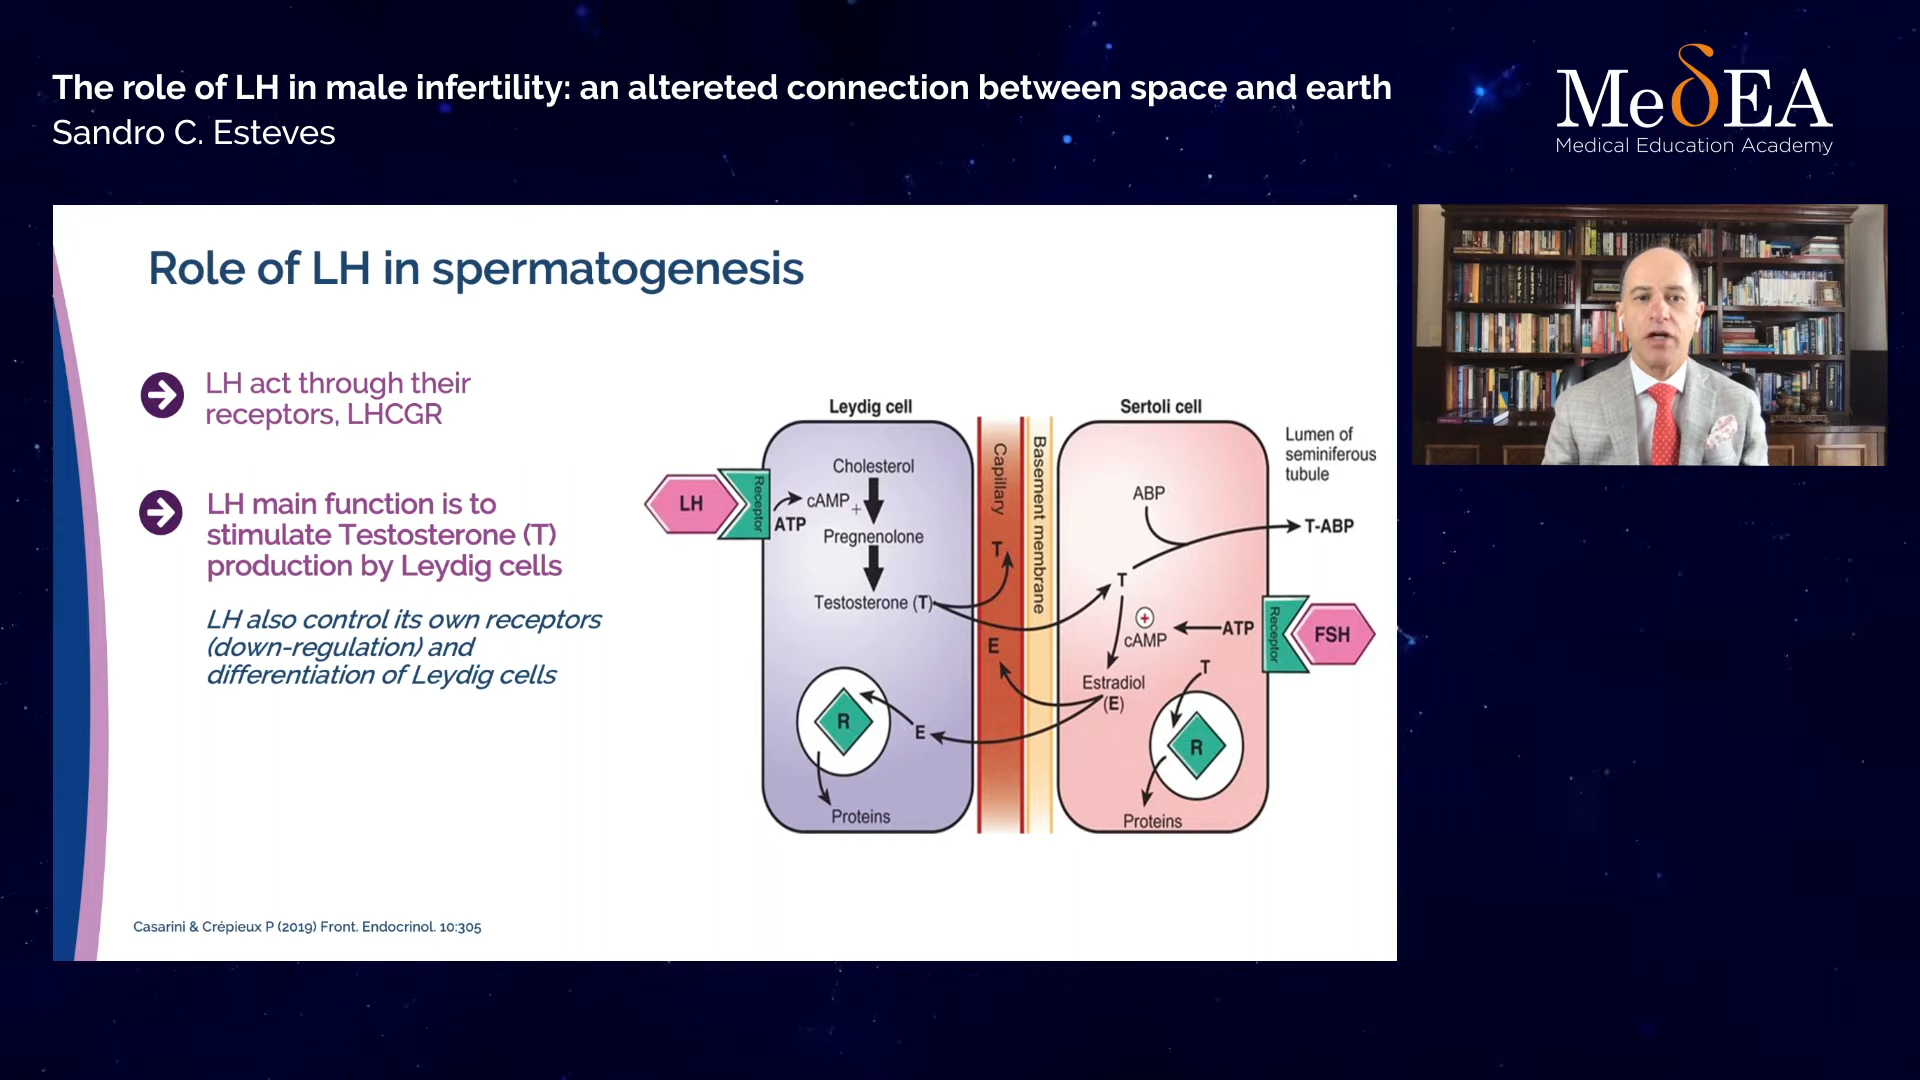 The role of LH in male infertility: an altereted connection between space and earth
Sandro C. Esteves
MeδEA
Medical Education Academy
Role of LH in spermatogenesis
LH act through their
receptors, LHCGR
LH main function is to
stimulate Testosterone (T)
production by Leydig cells
LH also control its own receptors
(down-regulation) and
differentiation of Leydig cells
Leydig cell
LH
Receptor
ATP
cAMP
+
Cholesterol
Pregnenolone
Testosterone (T)
R
E
Proteins
Capillary
T
E
Basement membrane
Sertoli cell
ABP
T
+
cAMP
ATP
Estradiol
(E)
T
R
Proteins
Lumen of
seminiferous
tubule
T-ABP
Receptor
FSH
Casarini & Crépieux P (2019) Front. Endocrinol. 10:305